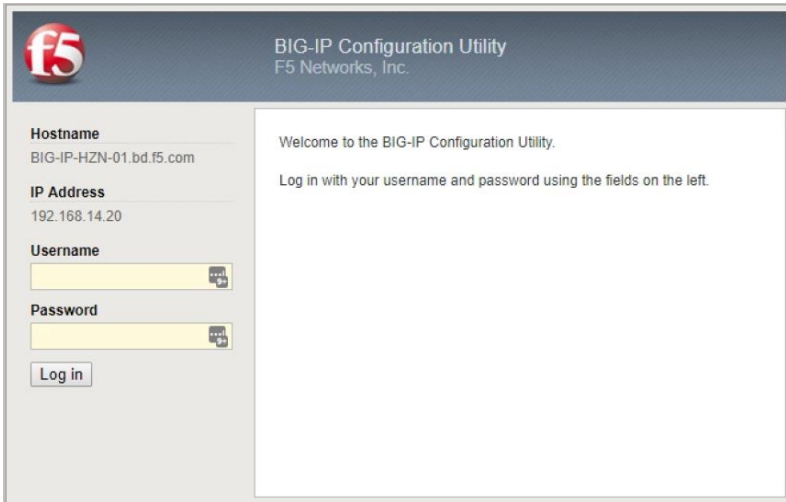 f5
BIG-IP Configuration Utility
F5 Networks, Inc.
Hostname
BIG-IP-HZN-01.bd.f5.com
IP Address
192.168.14.20
Username
Password
Log in
Welcome to the BIG-IP Configuration Utility.
Log in with your username and password using the fields on the left.